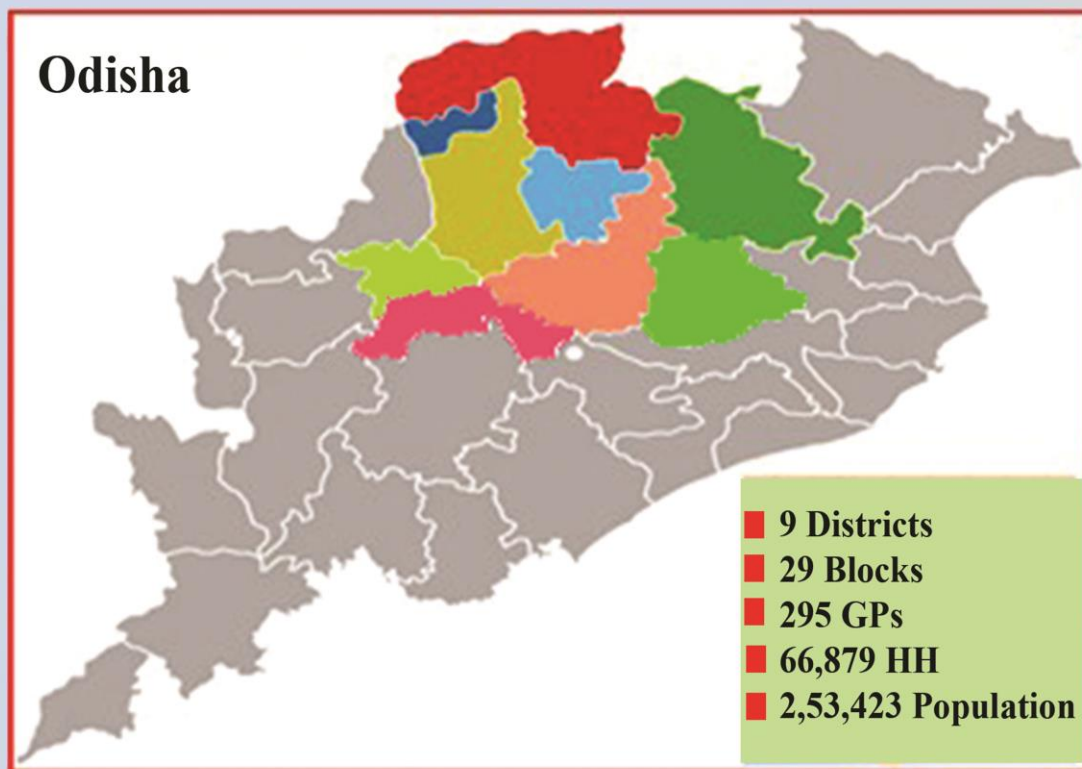 Odisha
9 Districts
29 Blocks
295 GPs
66,879 HH
2,53,423 Population